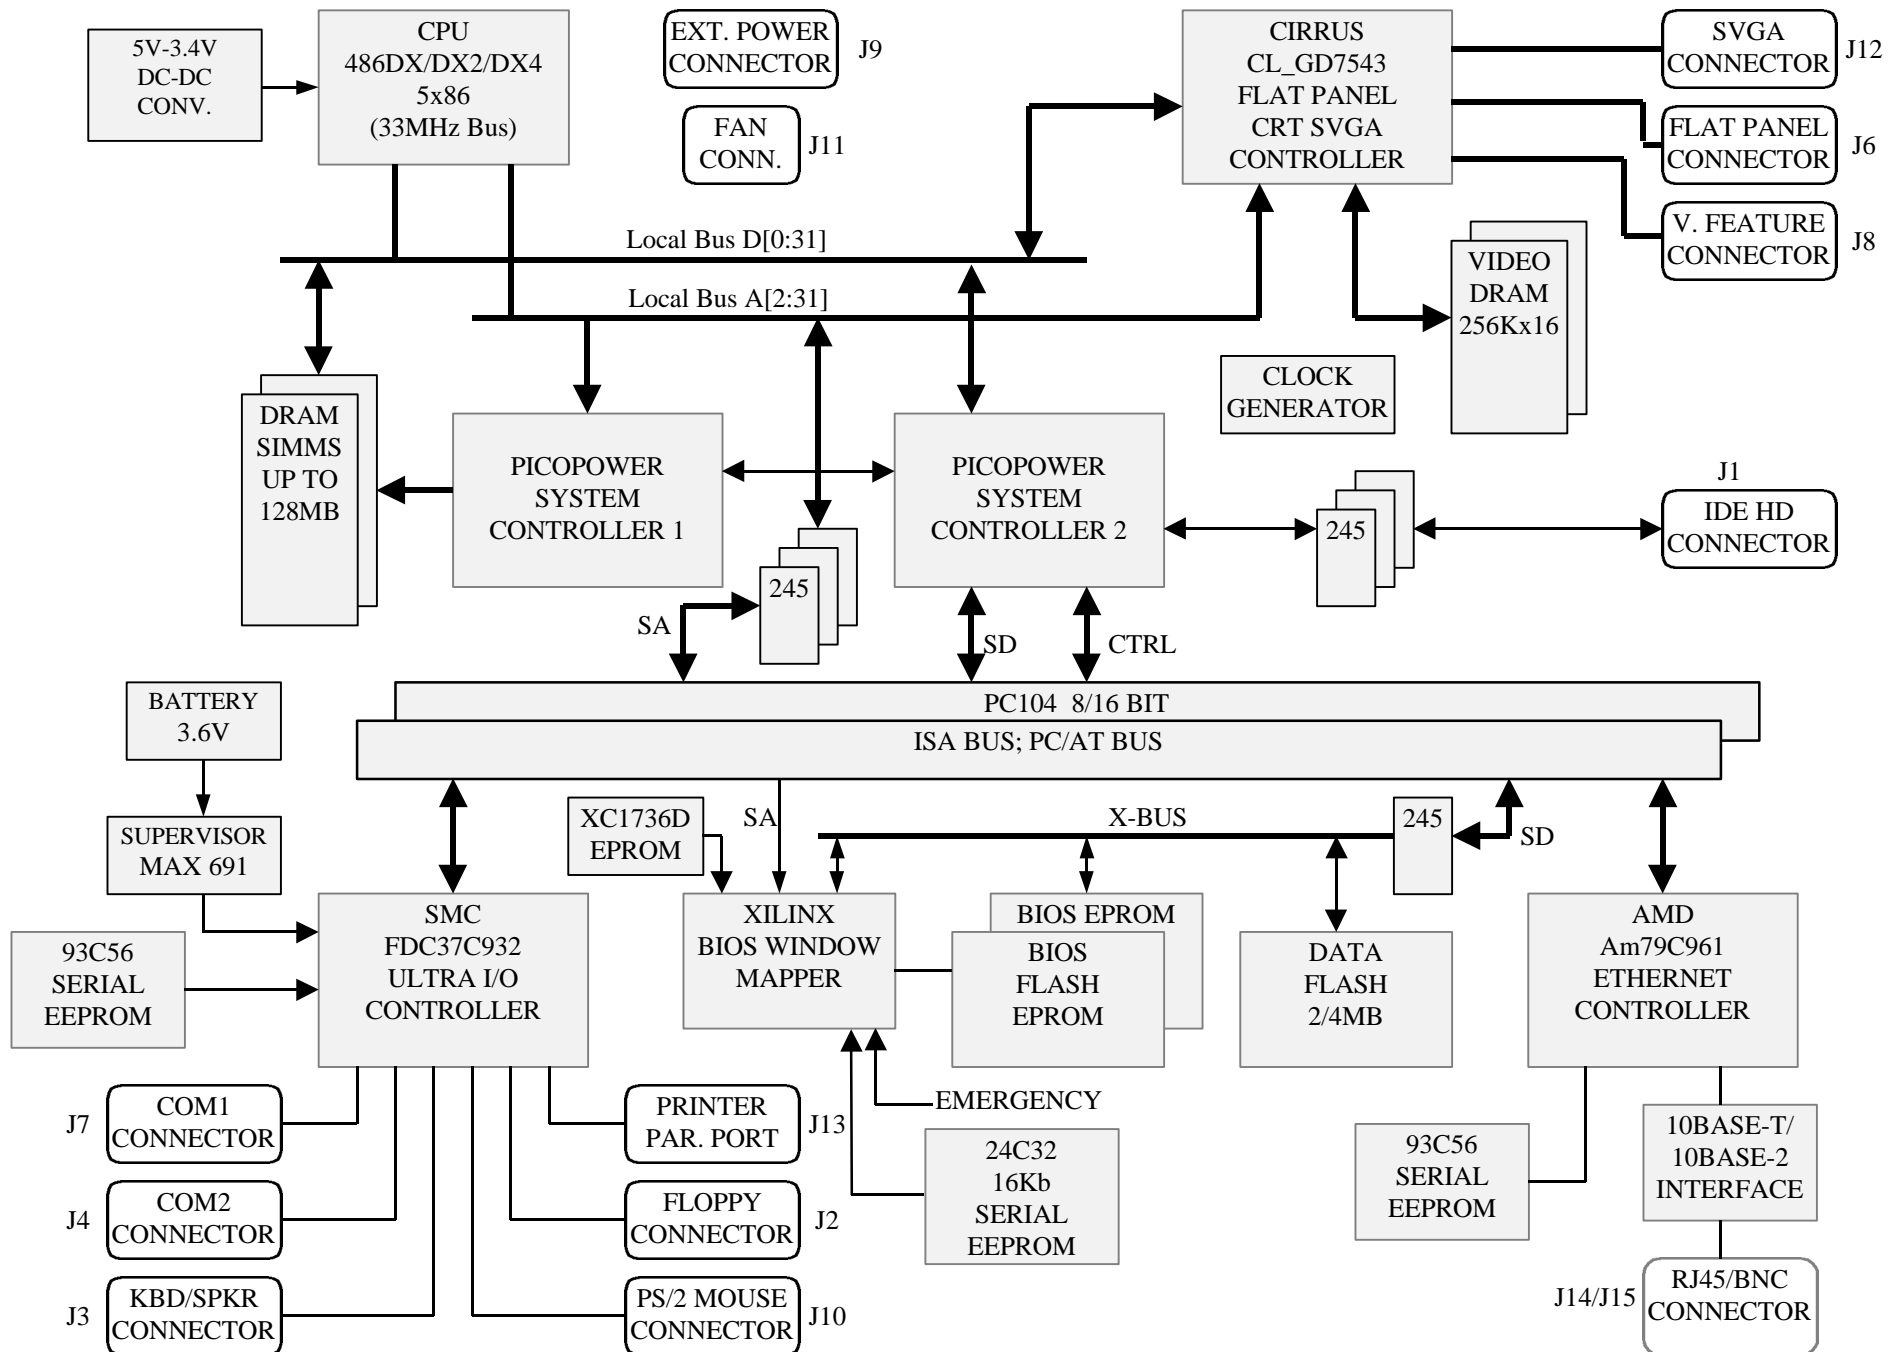 5V-3.4V
DC-DC
CONV.
CPU
486DX/DX2/DX4
5x86
(33MHz Bus)
EXT. POWER
CONNECTOR
J9
FAN
CONN.
J11
CIRRUS
CL_GD7543
FLAT PANEL
CRT SVGA
CONTROLLER
SVGA
CONNECTOR
J12
FLAT PANEL
CONNECTOR
J6
V. FEATURE
CONNECTOR
J8
Local Bus D[0:31]
Local Bus A[2:31]
VIDEO
DRAM
256Kx16
CLOCK
GENERATOR
DRAM
SIMMS
UP TO
128MB
PICOPOWER
SYSTEM
CONTROLLER 1
PICOPOWER
SYSTEM
CONTROLLER 2
245
245
J1
IDE HD
CONNECTOR
SA
SD
CTRL
PC104  8/16 BIT
ISA BUS; PC/AT BUS
BATTERY
3.6V
SUPERVISOR
MAX 691
XC1736D
EPROM
SA
X-BUS
245
SD
93C56
SERIAL
EEPROM
SMC
FDC37C932
ULTRA I/O
CONTROLLER
XILINX
BIOS WINDOW
MAPPER
BIOS EPROM
BIOS
FLASH
EPROM
DATA
FLASH
2/4MB
AMD
Am79C961
ETHERNET
CONTROLLER
J7
COM1
CONNECTOR
PRINTER
PAR. PORT
J13
EMERGENCY
J4
COM2
CONNECTOR
FLOPPY
CONNECTOR
J2
24C32
16Kb
SERIAL
EEPROM
93C56
SERIAL
EEPROM
10BASE-T/
10BASE-2
INTERFACE
J3
KBD/SPKR
CONNECTOR
PS/2 MOUSE
CONNECTOR
J10
J14/J15
RJ45/BNC
CONNECTOR